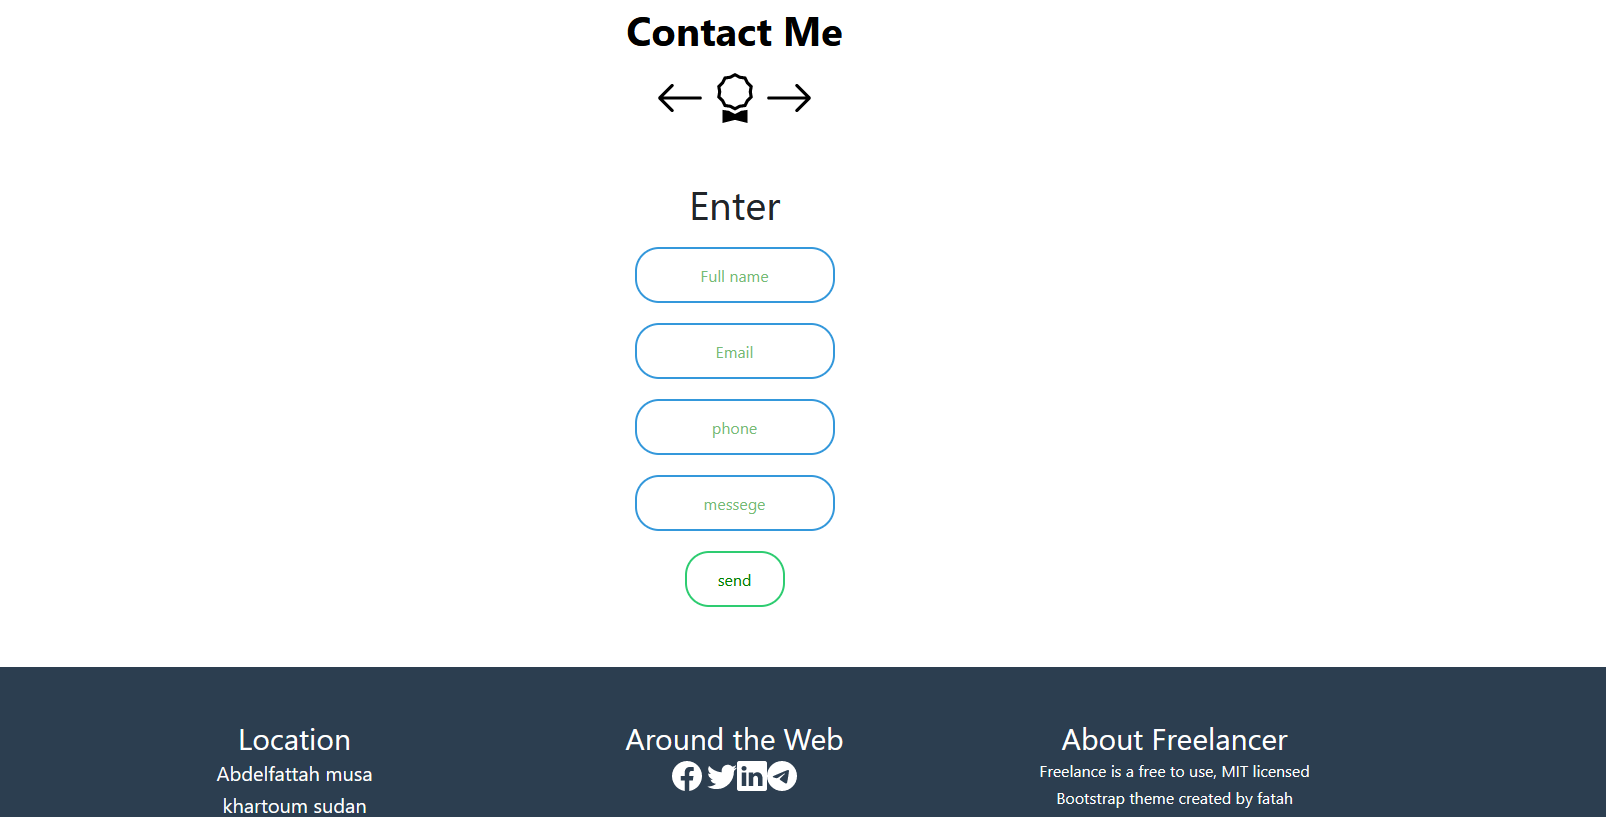 Contact Me
Enter
Full name
Email
phone
messege
send
Location
Abdelfattah musa
khartoum sudan
Around the Web
About Freelancer
Freelance is a free to use, MIT licensed
Bootstrap theme created by fatah